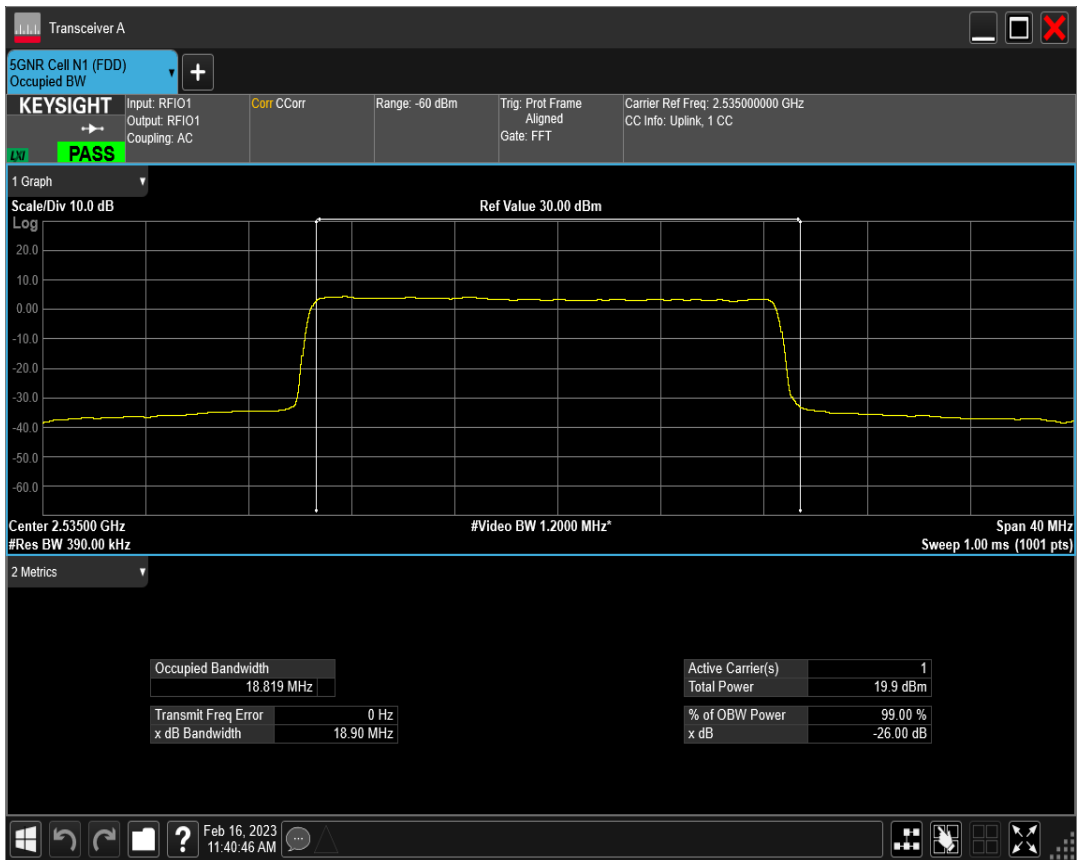 Transceiver A
5GNR Cell N1 (FDD)
Occupied BW
+
KEYSIGHT
LXI
PASS
Input: RFIO1
Output: RFIO1
Coupling: AC
Corr CCorr
Range: -60 dBm
Trig: Prot Frame
Aligned
Gate: FFT
Carrier Ref Freq: 2.535000000 GHz
CC Info: Uplink, 1 CC
1 Graph
Scale/Div 10.0 dB
Ref Value 30.00 dBm
Log
20.0
10.0
0.00
-10.0
-20.0
-30.0
-40.0
-50.0
-60.0
Center 2.53500 GHz
#Video BW 1.2000 MHz*
Span 40 MHz
#Res BW 390.00 kHz
Sweep 1.00 ms (1001 pts)
2 Metrics
Occupied Bandwidth
18.819 MHz
Transmit Freq Error 0 Hz
x dB Bandwidth 18.90 MHz
Active Carrier(s) 1
Total Power 19.9 dBm
% of OBW Power 99.00 %
x dB -26.00 dB
?
Feb 16, 2023
11:40:46 AM